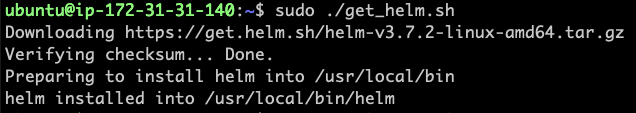 ubuntu@ip-172-31-31-140:~$ sudo ./get_helm.sh
Downloading https://get.helm.sh/helm-v3.7.2-linux-amd64.tar.gz
Verifying checksum... Done.
Preparing to install helm into /usr/local/bin
helm installed into /usr/local/bin/helm